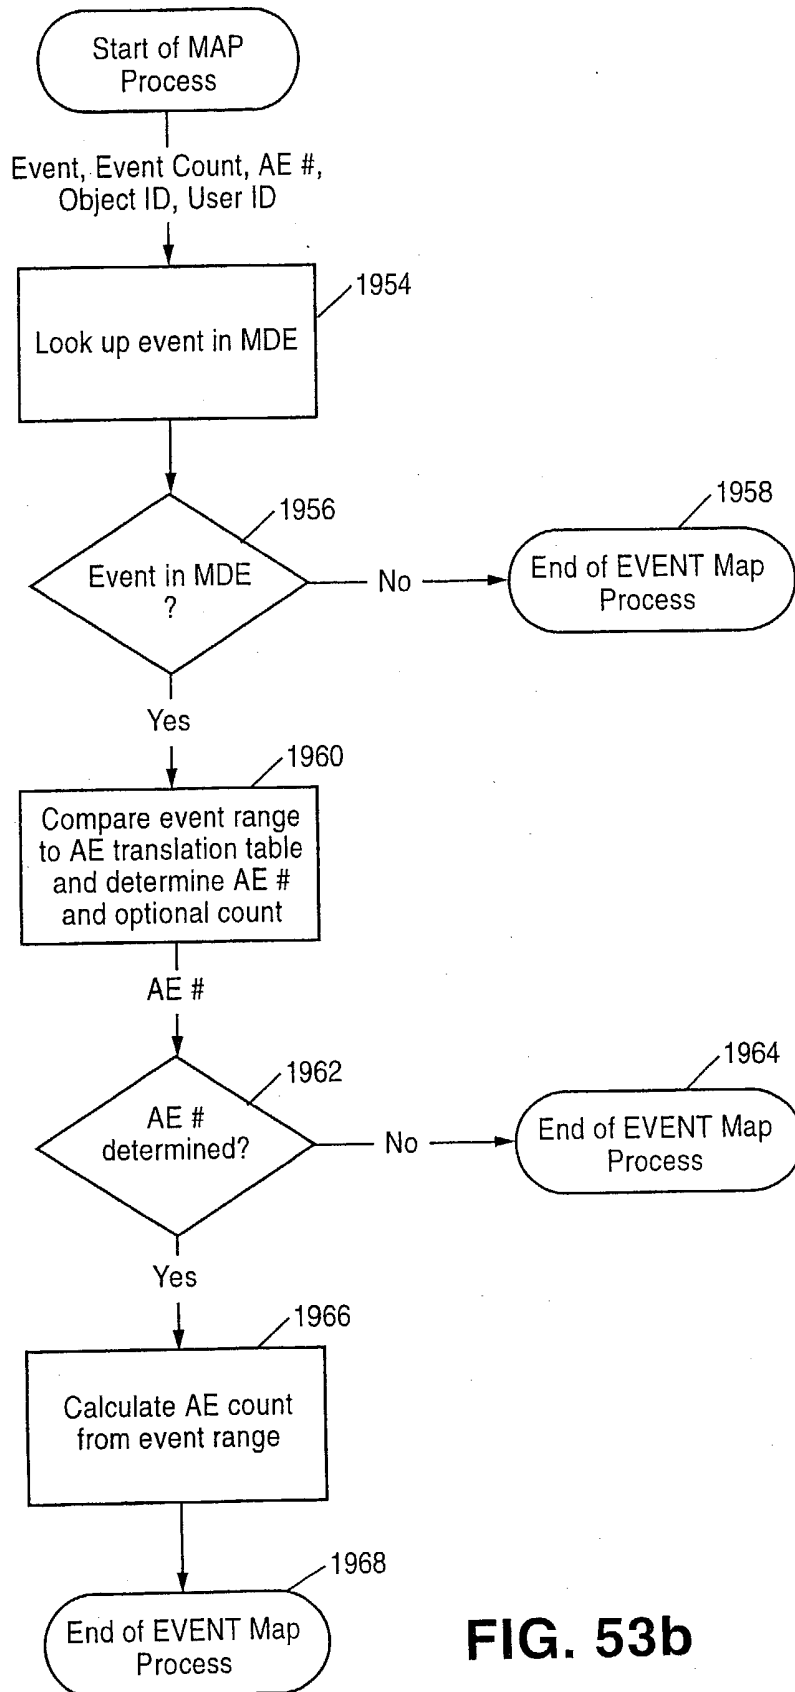 Start of MAP
Process
Event, Event Count, AE #,
Object ID, User ID
1954
Look up event in MDE
1956
Event in MDE
?
No
1958
End of EVENT Map
Process
Yes
1960
Compare event range
to AE translation table
and determine AE #
and optional count
AE #
1962
AE #
determined?
No
1964
End of EVENT Map
Process
Yes
1966
Calculate AE count
from event range
1968
End of EVENT Map
Process
FIG. 53b